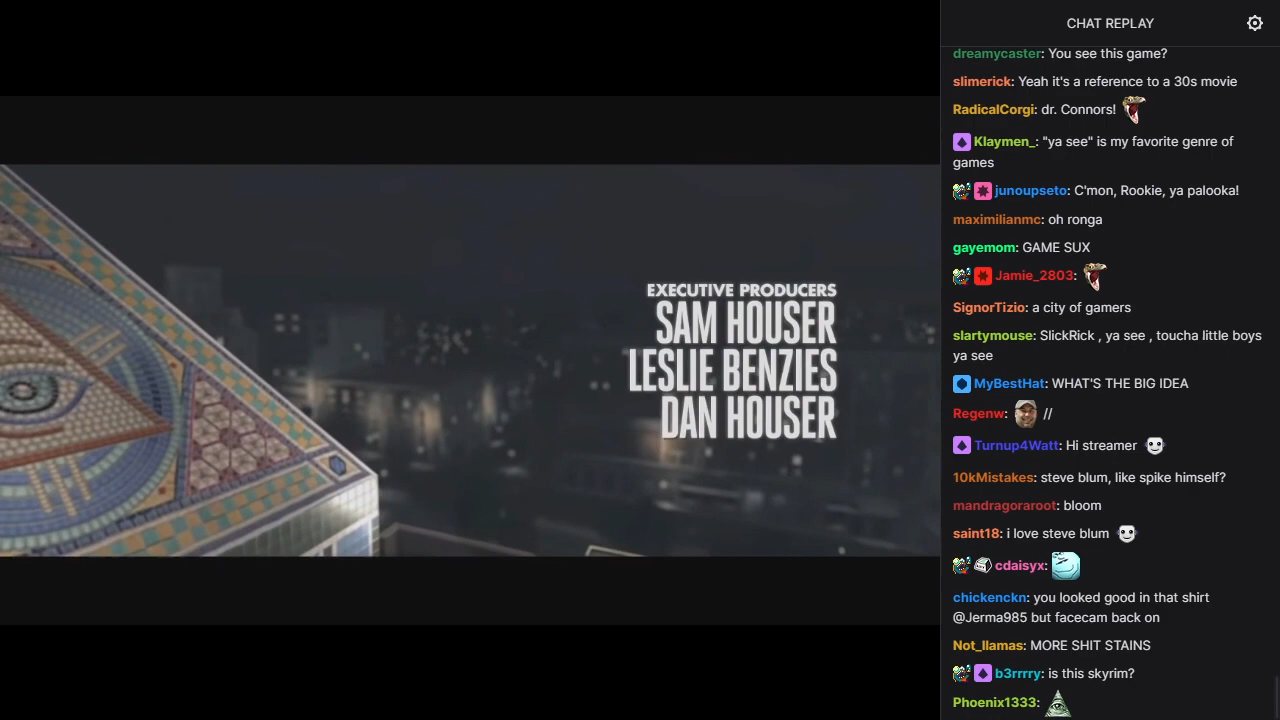 EXECUTIVE PRODUCERS
SAM HOUSER
LESLIE BENZIES
DAN HOUSER
CHAT REPLAY
dreamycaster: You see this game?
slimerick: Yeah it's a reference to a 30s movie
RadicalCorgi: dr. Connors!
Klaymen_: "ya see" is my favorite genre of
games
junoupseto: C'mon, Rookie, ya palooka!
maximilianmc: oh ronga
gayemom: GAME SUX
Jamie_2803:
SignorTizio: a city of gamers
slartymouse: SlickRick , ya see , toucha little boys
ya see
MyBestHat: WHAT'S THE BIG IDEA
Regenw: //
Turnup4Watt: Hi streamer
10kMistakes: steve blum, like spike himself?
mandragoraroot: bloom
saint18: i love steve blum
cdaisyx:
chickenckn: you looked good in that shirt
@Jerma985 but facecam back on
Not_llamas: MORE SHIT STAINS
b3rrrry: is this skyrim?
Phoenix1333: